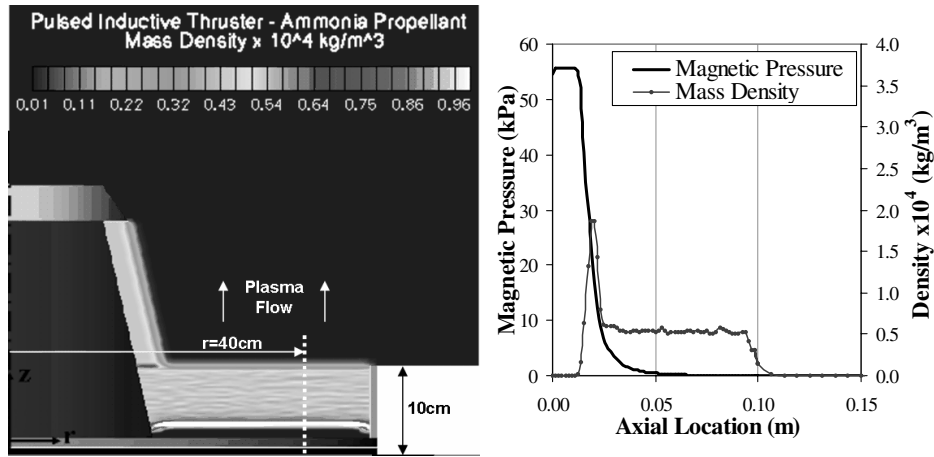 Pulsed Inductive Thruster - Ammonia Propellant
Mass Density x 10^4 kg/m^3
0.01 0.11 0.22 0.32 0.43 0.54 0.64 0.75 0.86 0.96
Plasma
Flow
r=40cm
z
10cm
r
60
50
40
30
20
10
0
Magnetic Pressure (kPa)
Magnetic Pressure
Mass Density
4.0
3.5
3.0
2.5
2.0
1.5
1.0
0.5
0.0
Density x10⁴ (kg/m³)
0.00 0.05 0.10 0.15
Axial Location (m)